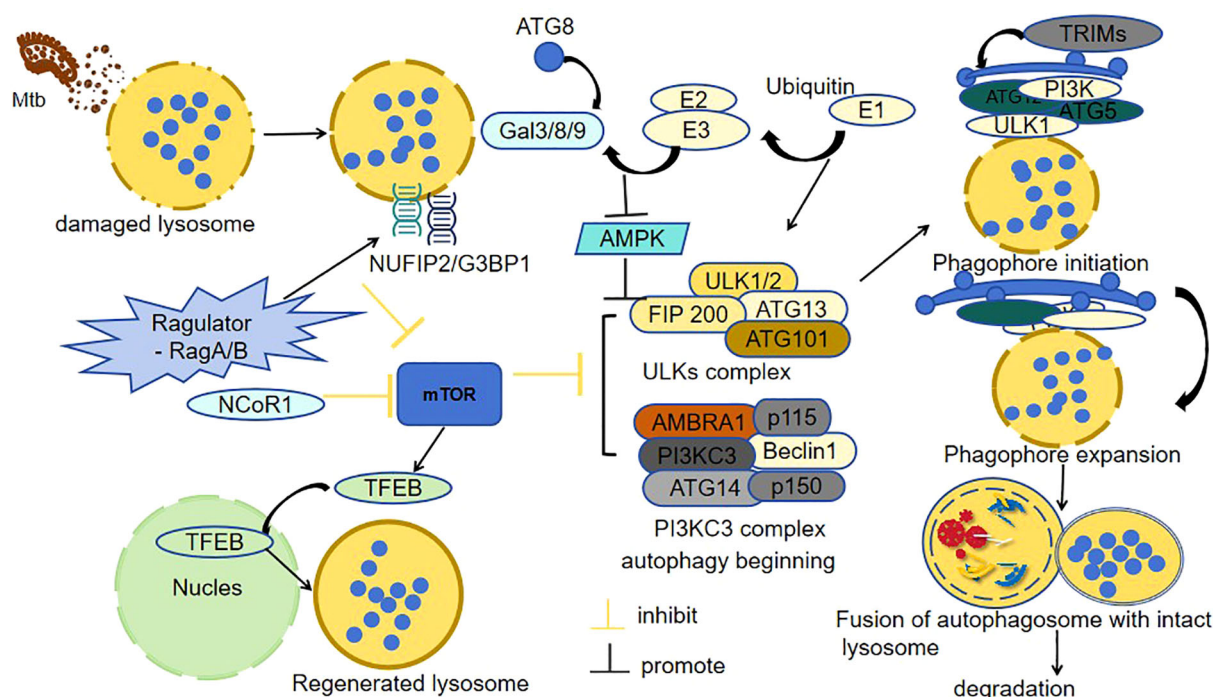 ATG8
TRIMs
Mtb
Ubiquitin
E2
E3
E1
Gal3/8/9
PI3K
ATG12
ATG5
ULK1
damaged lysosome
NUFIP2/G3BP1
AMPK
Phagophore initiation
Ragulator
- RagA/B
ULK1/2
FIP 200
ATG13
ATG101
ULKs complex
NCoR1
mTOR
AMBRA1
p115
PI3KC3
Beclin1
ATG14
p150
PI3KC3 complex
autophagy beginning
Phagophore expansion
TFEB
TFEB
Nucles
Regenerated lysosome
inhibit
promote
Fusion of autophagosome with intact
lysosome
degradation